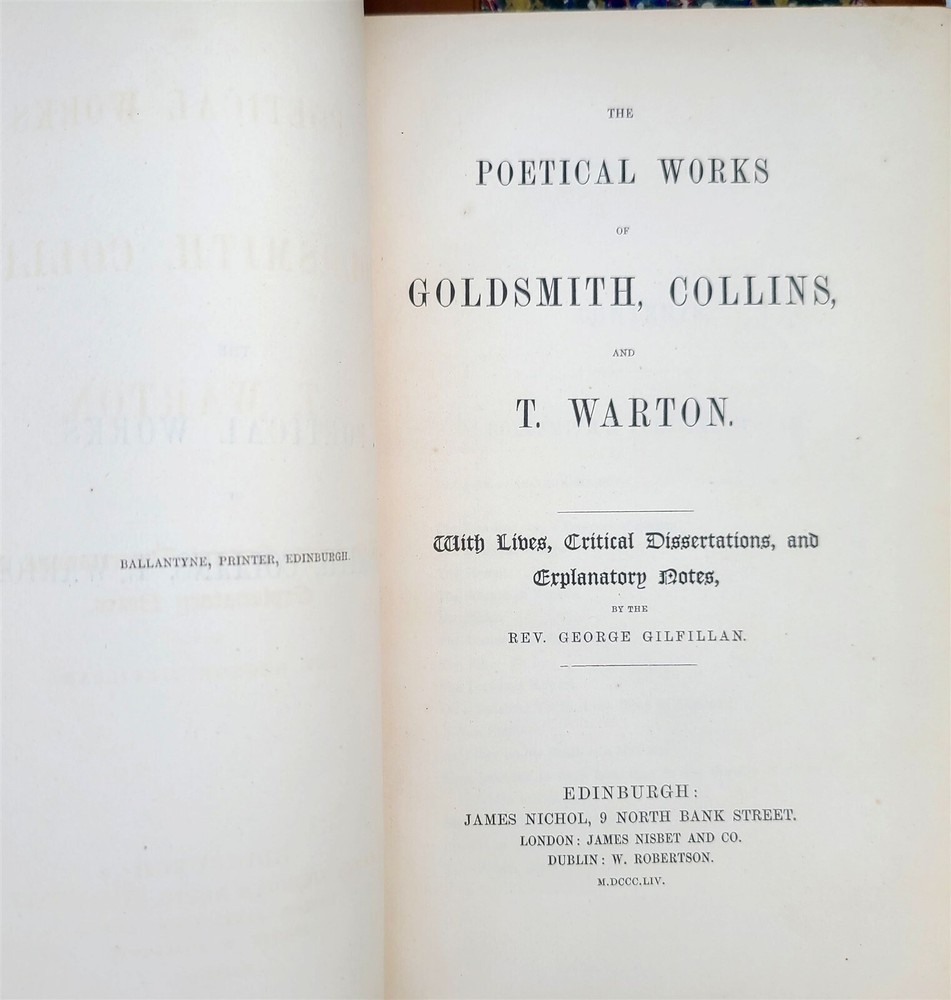 BALLANTYNE, PRINTER, EDINBURGH.
THE
POETICAL WORKS
OF
GOLDSMITH, COLLINS,
AND
T. WARTON.
With Lives, Critical Dissertations, and
Explanatory Notes,
BY THE
REV. GEORGE GILFILLAN.
EDINBURGH:
JAMES NICHOL, 9 NORTH BANK STREET.
LONDON: JAMES NISBET AND CO.
DUBLIN: W. ROBERTSON.
M.DCCC.LIV.